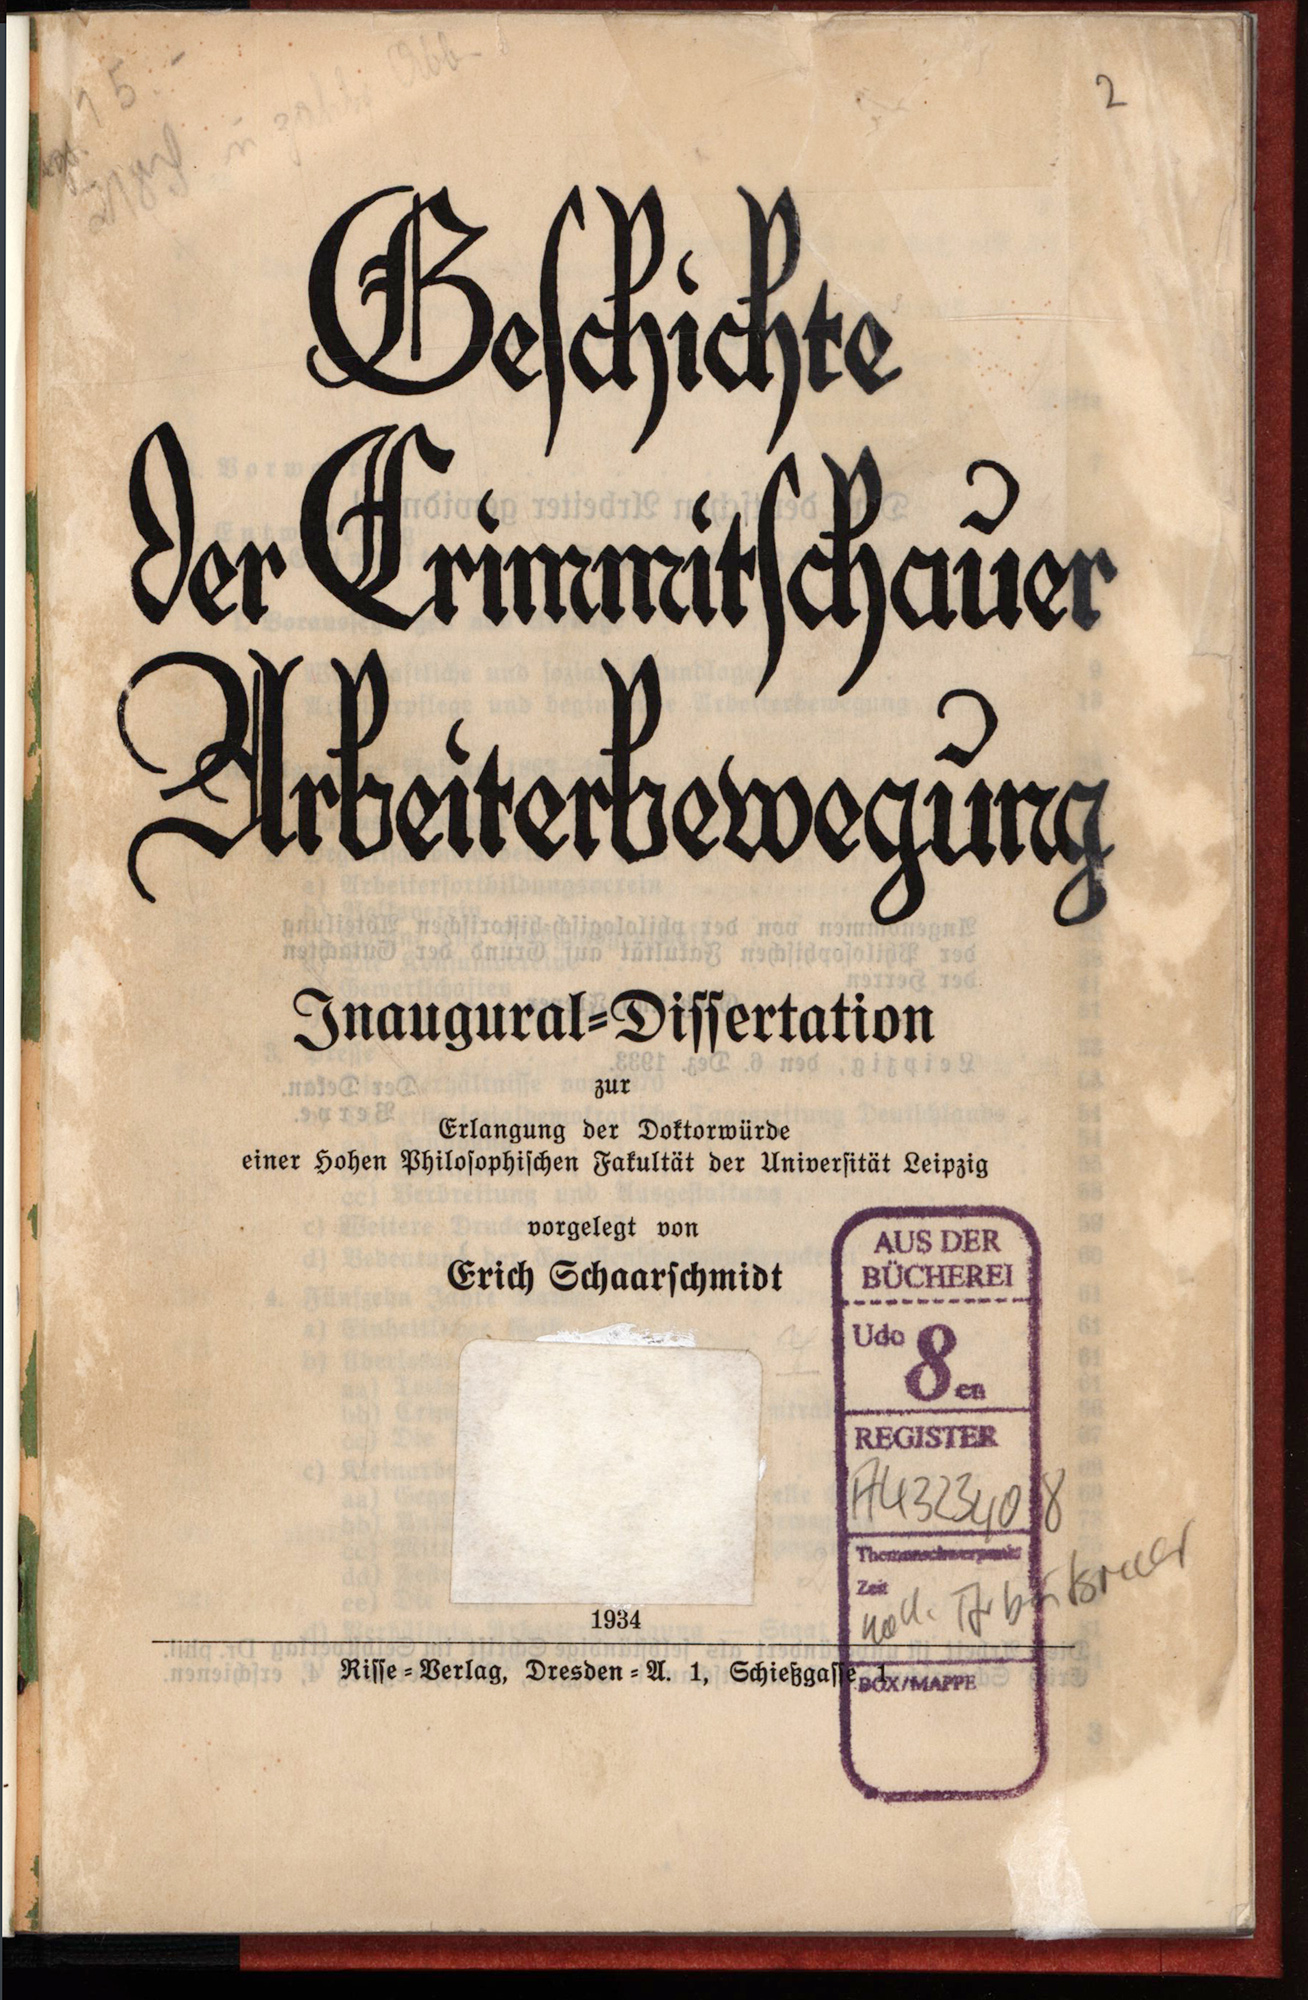 2
Geschichte
der Crimmitschauer
Arbeiterbewegung
Inaugural=Dissertation
zur
Erlangung der Doktorwürde
einer Hohen Philosophischen Fakultät der Universität Leipzig
vorgelegt von
Erich Schaarschmidt
AUS DER
BÜCHEREI
Udo
8en
REGISTER
Themenschwerpunkt
Zeit
1934
Risse=Verlag, Dresden=A. 1, Schießgasse 1
BOX/MAPPE